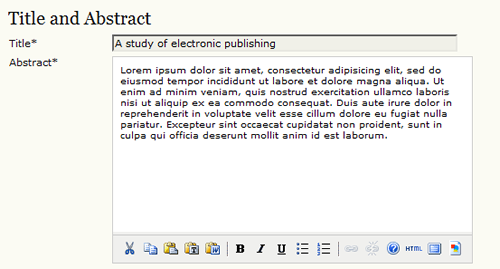 Title and Abstract
Title*
A study of electronic publishing
Abstract*
Lorem ipsum dolor sit amet, consectetur adipisicing elit, sed do
eiusmod tempor incididunt ut labore et dolore magna aliqua. Ut
enim ad minim veniam, quis nostrud exercitation ullamco laboris
nisi ut aliquip ex ea commodo consequat. Duis aute irure dolor in
reprehenderit in voluptate velit esse cillum dolore eu fugiat nulla
pariatur. Excepteur sint occaecat cupidatat non proident, sunt in
culpa qui officia deserunt mollit anim id est laborum.
B I U HTML